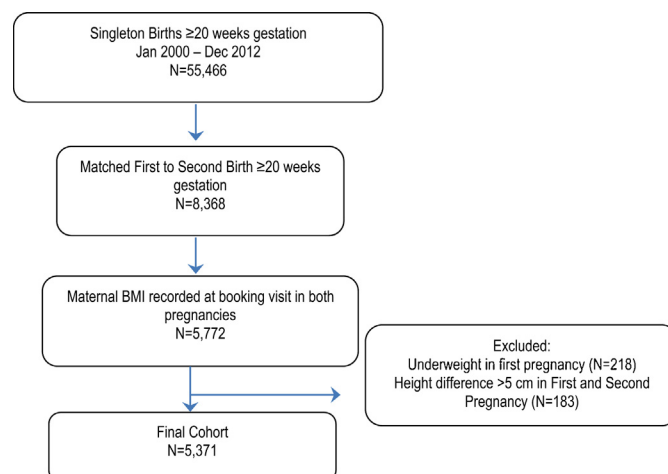 Singleton Births ≥20 weeks gestation
Jan 2000 – Dec 2012
N=55,466
Matched First to Second Birth ≥20 weeks
gestation
N=8,368
Maternal BMI recorded at booking visit in both
pregnancies
N=5,772
Excluded:
Underweight in first pregnancy (N=218)
Height difference >5 cm in First and Second
Pregnancy (N=183)
Final Cohort
N=5,371